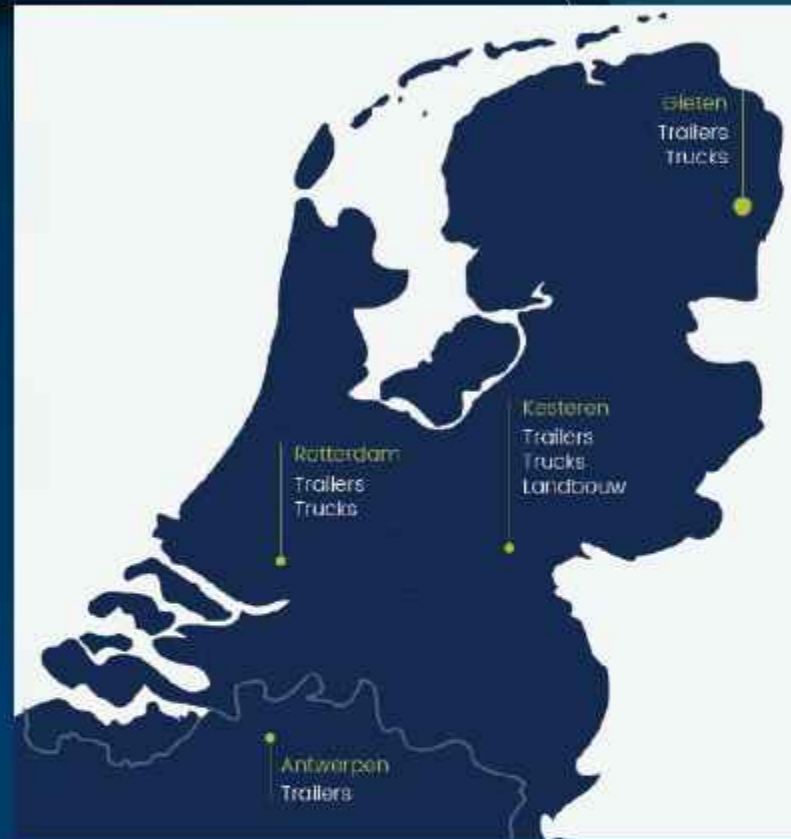 Gieten
Trailers
Trucks
Kesteren
Trailers
Trucks
Landbouw
Rotterdam
Trailers
Trucks
Antwerpen
Trailers